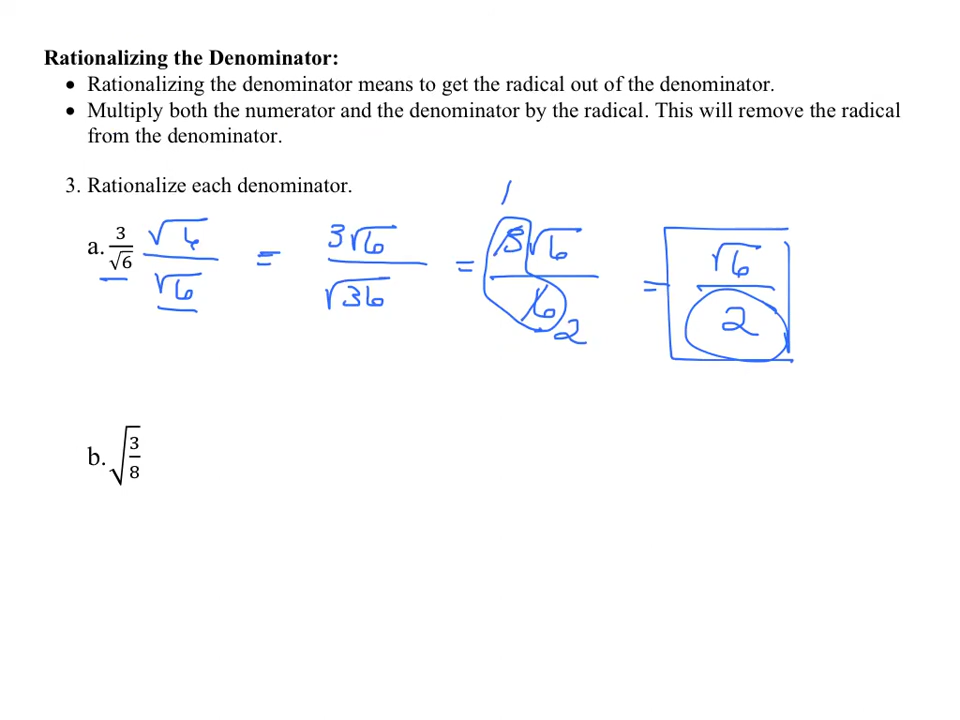 Rationalizing the Denominator:
• Rationalizing the denominator means to get the radical out of the denominator.
• Multiply both the numerator and the denominator by the radical. This will remove the radical
from the denominator.
3. Rationalize each denominator.
a. 3/√6 √6/√6 = 3√6/√36 = 1 3√6/6 2 = √6/2
b. √(3/8)